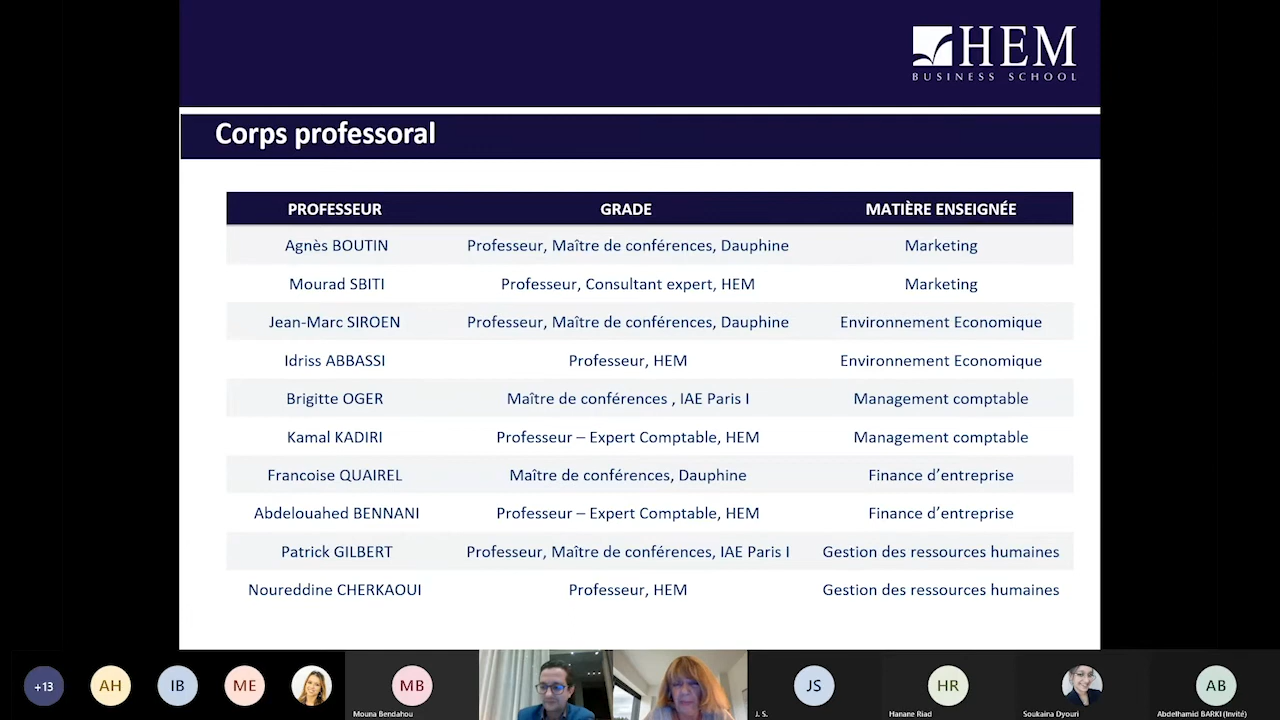 HEM
BUSINESS SCHOOL
Corps professoral
PROFESSEUR GRADE MATIÈRE ENSEIGNÉE
Agnès BOUTIN Professeur, Maître de conférences, Dauphine Marketing
Mourad SBITI Professeur, Consultant expert, HEM Marketing
Jean-Marc SIROEN Professeur, Maître de conférences, Dauphine Environnement Economique
Idriss ABBASSI Professeur, HEM Environnement Economique
Brigitte OGER Maître de conférences , IAE Paris I Management comptable
Kamal KADIRI Professeur – Expert Comptable, HEM Management comptable
Francoise QUAIREL Maître de conférences, Dauphine Finance d’entreprise
Abdelouahed BENNANI Professeur – Expert Comptable, HEM Finance d’entreprise
Patrick GILBERT Professeur, Maître de conférences, IAE Paris I Gestion des ressources humaines
Noureddine CHERKAOUI Professeur, HEM Gestion des ressources humaines
+13 AH IB ME MB JS HR AB
Mouna Bendahou J. S. Hanane Riad Soukaina Dyouri Abdelhamid BARKI (Invité)